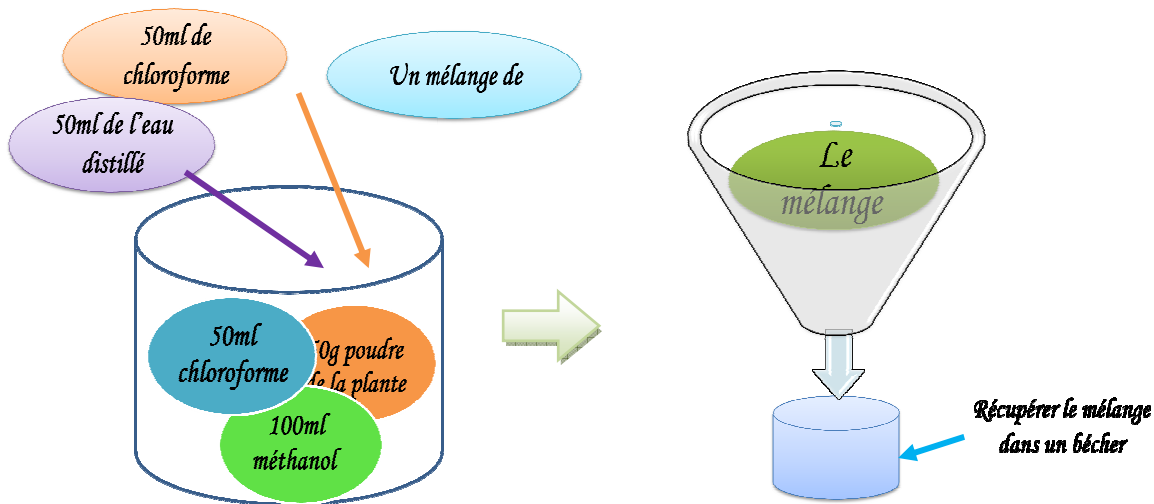 50ml de
chloroforme
Un mélange de
50ml de l'eau
distillé
50ml
chloroforme
poudre
de la plante
100ml
méthanol
Le
mélange
Récupérer le mélange
dans un bécher